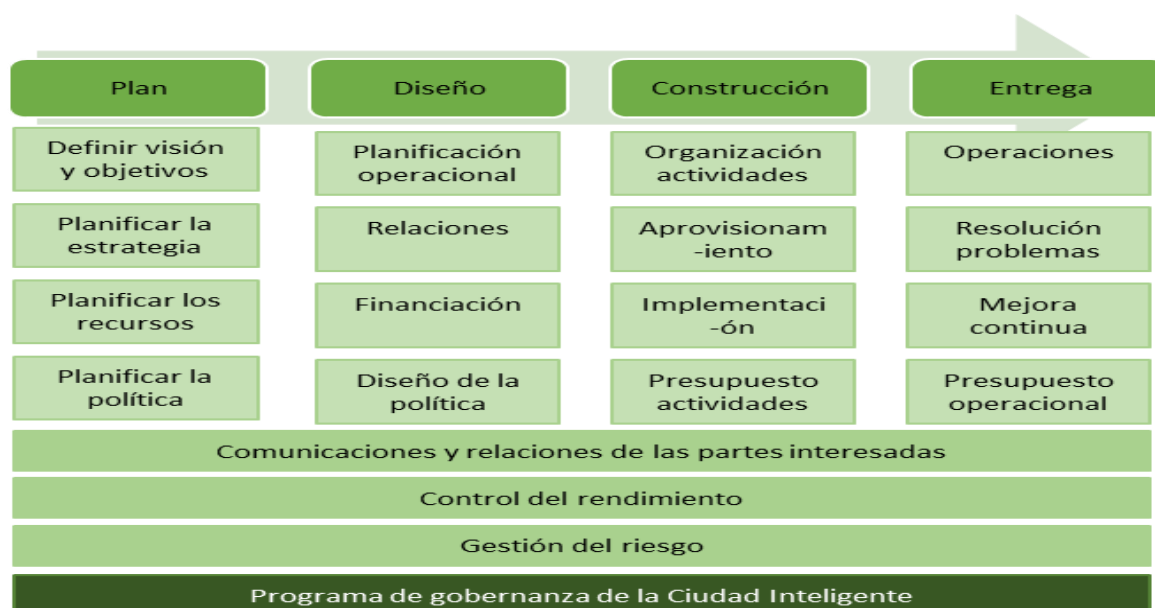 Plan
Diseño
Construcción
Entrega
Definir visión
y objetivos
Planificación
operacional
Organización
actividades
Operaciones
Planificar la
estrategia
Relaciones
Aprovisionam
-iento
Resolución
problemas
Planificar los
recursos
Financiación
Implementaci
-ón
Mejora
continua
Planificar la
política
Diseño de la
política
Presupuesto
actividades
Presupuesto
operacional
Comunicaciones y relaciones de las partes interesadas
Control del rendimiento
Gestión del riesgo
Programa de gobernanza de la Ciudad Inteligente